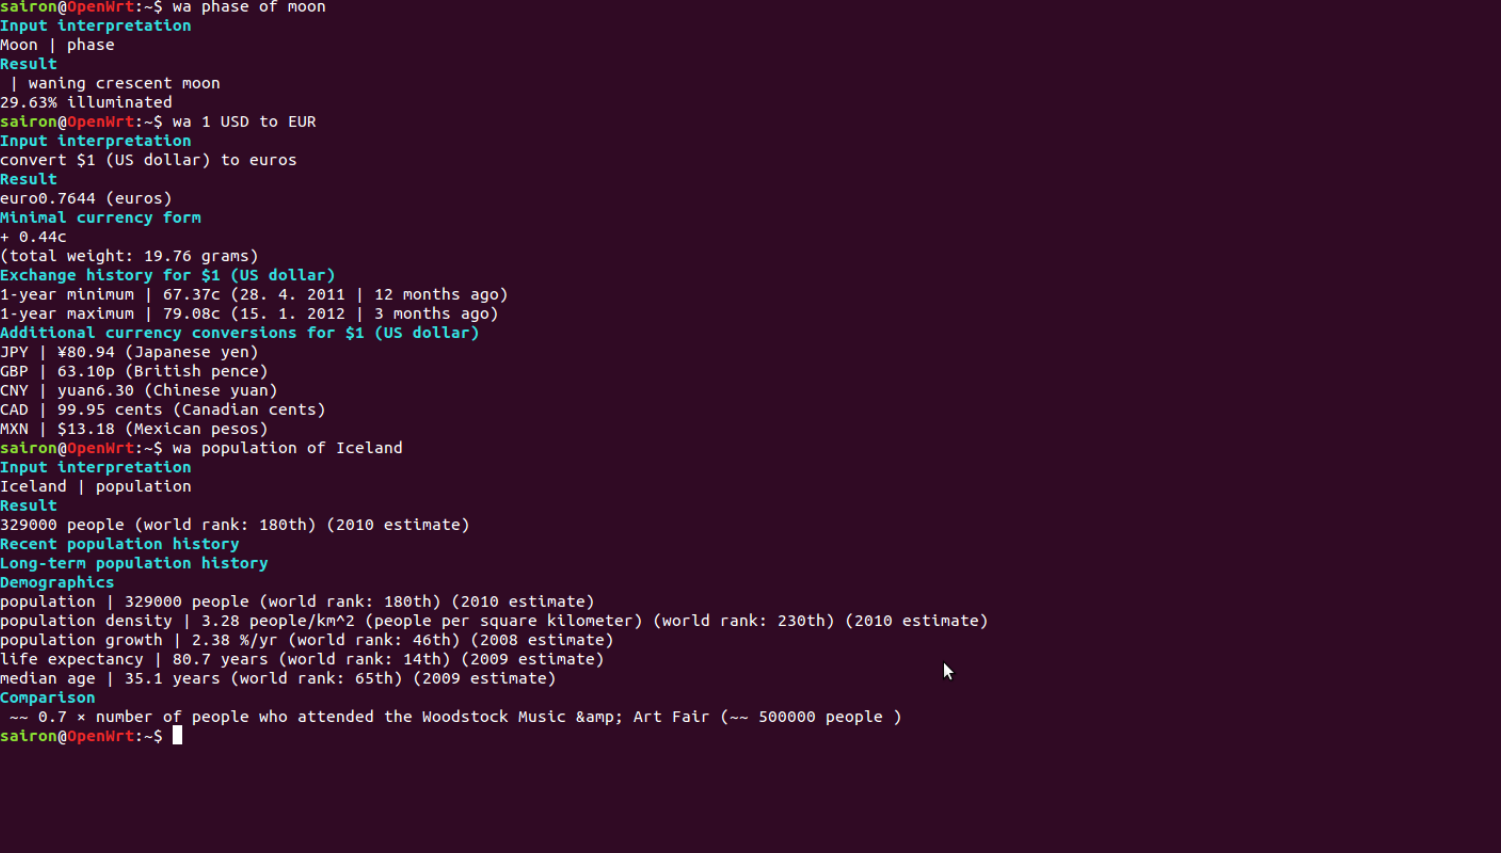 sairon@OpenWrt:~$ wa phase of moon
Input interpretation
Moon | phase
Result
 | waning crescent moon
29.63% illuminated
sairon@OpenWrt:~$ wa 1 USD to EUR
Input interpretation
convert $1 (US dollar) to euros
Result
euro0.7644 (euros)
Minimal currency form
+ 0.44c
(total weight: 19.76 grams)
Exchange history for $1 (US dollar)
1-year minimum | 67.37c (28. 4. 2011 | 12 months ago)
1-year maximum | 79.08c (15. 1. 2012 | 3 months ago)
Additional currency conversions for $1 (US dollar)
JPY | ¥80.94 (Japanese yen)
GBP | 63.10p (British pence)
CNY | yuan6.30 (Chinese yuan)
CAD | 99.95 cents (Canadian cents)
MXN | $13.18 (Mexican pesos)
sairon@OpenWrt:~$ wa population of Iceland
Input interpretation
Iceland | population
Result
329000 people (world rank: 180th) (2010 estimate)
Recent population history
Long-term population history
Demographics
population | 329000 people (world rank: 180th) (2010 estimate)
population density | 3.28 people/km^2 (people per square kilometer) (world rank: 230th) (2010 estimate)
population growth | 2.38 %/yr (world rank: 46th) (2008 estimate)
life expectancy | 80.7 years (world rank: 14th) (2009 estimate)
median age | 35.1 years (world rank: 65th) (2009 estimate)
Comparison
 ~~ 0.7 × number of people who attended the Woodstock Music &amp; Art Fair (~~ 500000 people )
sairon@OpenWrt:~$